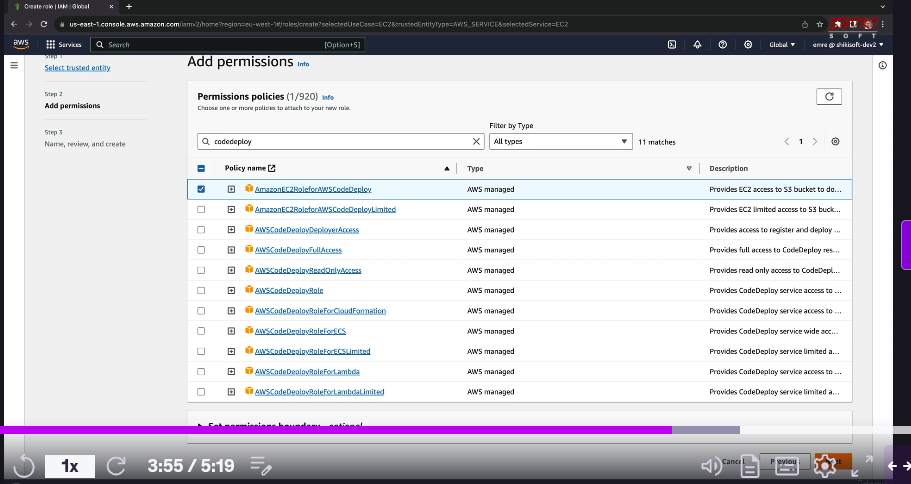 Create role | IAM | Global
us-east-1.console.aws.amazon.com/iamv2/home?region=eu-west-1#/roles/create?selectedUseCase=EC2&trustedEntityType=AWS_SERVICE&selectedService=EC2
SOFT
aws Services Search [Option+S] Global emre @ shikisoft-dev2
Step 1
Select trusted entity
Step 2
Add permissions
Step 3
Name, review, and create
Add permissions Info
Permissions policies (1/920) Info
Choose one or more policies to attach to your new role.
Filter by Type
codedeploy All types 11 matches 1
Policy name Type Description
AmazonEC2RoleforAWSCodeDeploy AWS managed Provides EC2 access to S3 bucket to do...
AmazonEC2RoleforAWSCodeDeployLimited AWS managed Provides EC2 limited access to S3 buck...
AWSCodeDeployDeployerAccess AWS managed Provides access to register and deploy ...
AWSCodeDeployFullAccess AWS managed Provides full access to CodeDeploy res...
AWSCodeDeployReadOnlyAccess AWS managed Provides read only access to CodeDepl...
AWSCodeDeployRole AWS managed Provides CodeDeploy service access to ...
AWSCodeDeployRoleForCloudFormation AWS managed Provides CodeDeploy service access to ...
AWSCodeDeployRoleForECS AWS managed Provides CodeDeploy service wide acc...
AWSCodeDeployRoleForECSLimited AWS managed Provides CodeDeploy service limited a...
AWSCodeDeployRoleForLambda AWS managed Provides CodeDeploy service access to ...
AWSCodeDeployRoleForLambdaLimited AWS managed Provides CodeDeploy service limited a...
Set permissions boundary - optional
1x 3:55 / 5:19 Cancel Previous